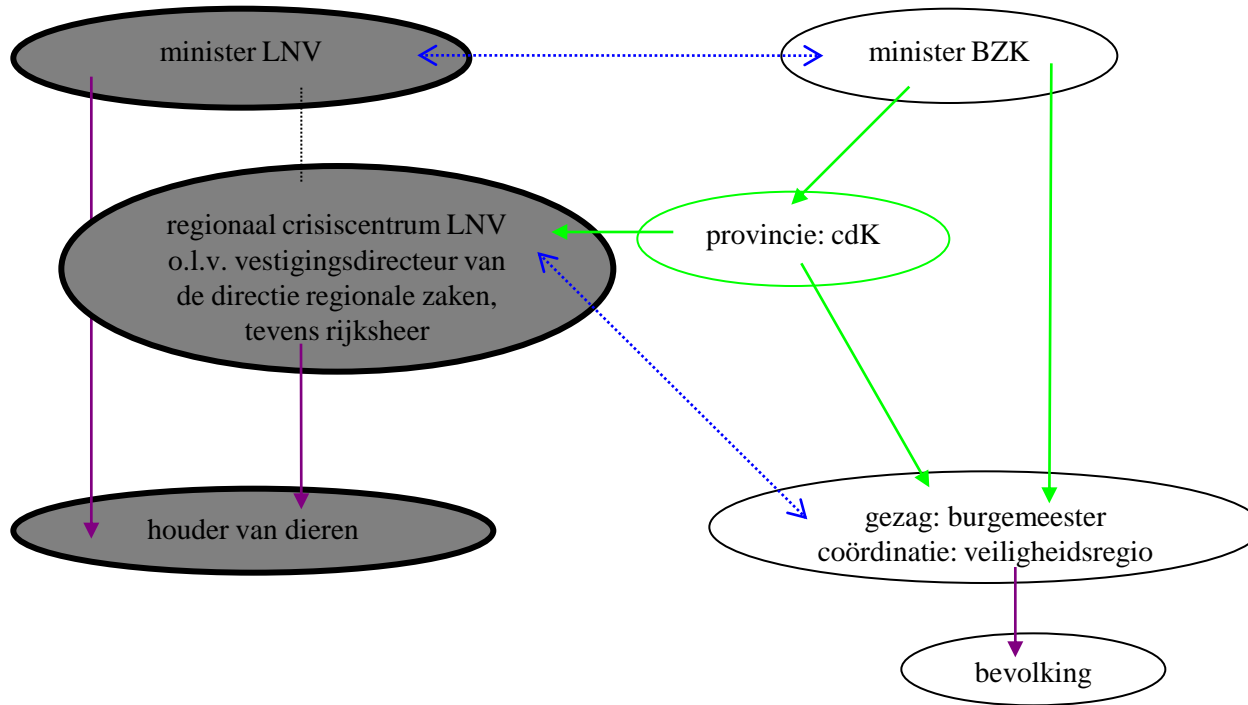 minister LNV
minister BZK
regionaal crisiscentrum LNV
o.l.v. vestigingsdirecteur van
de directie regionale zaken,
tevens rijksheer
provincie: cdK
houder van dieren
gezag: burgemeester
coördinatie: veiligheidsregio
bevolking